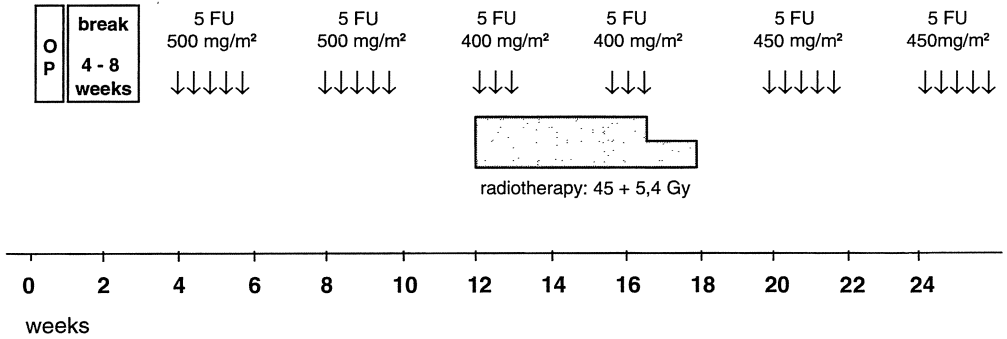 OP
break
4 - 8
weeks
5 FU
500 mg/m²
5 FU
500 mg/m²
5 FU
400 mg/m²
5 FU
400 mg/m²
5 FU
450 mg/m²
5 FU
450mg/m²
radiotherapy: 45 + 5,4 Gy
0 2 4 6 8 10 12 14 16 18 20 22 24
weeks